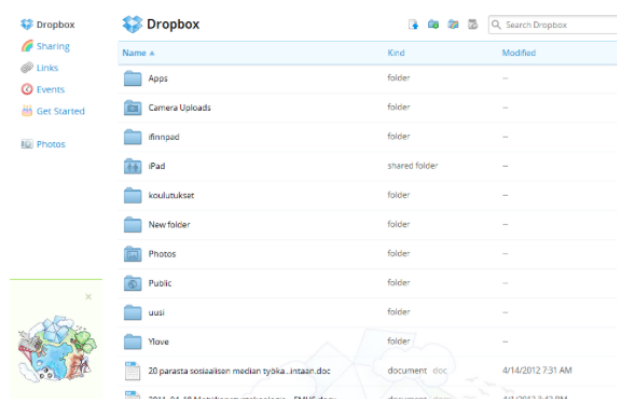 Dropbox
Sharing
Links
Events
Get Started
Photos
Dropbox
Search Dropbox
Name Kind Modified
Apps folder --
Camera Uploads folder --
ifinnpad folder --
iPad shared folder --
koulutukset folder --
New folder folder --
Photos folder --
Public folder --
uusi folder --
Ylove folder --
20 parasta sosiaalisen median työka...intaan.doc document doc 4/14/2012 7:31 AM